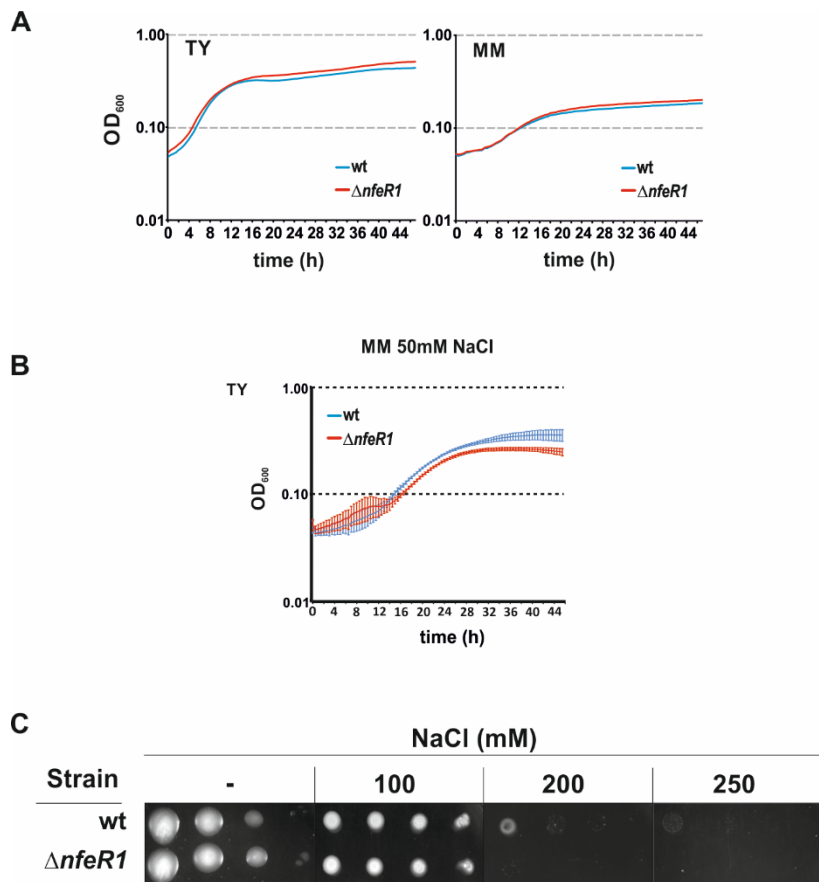 A
TY
MM
1.00
1.00
OD600
0.10
0.10
wt
wt
ΔnfeR1
ΔnfeR1
0.01
0.01
0 4 8 12 16 20 24 28 32 36 40 44
0 4 8 12 16 20 24 28 32 36 40 44
time (h)
time (h)
MM 50mM NaCl
B
TY
1.00
wt
ΔnfeR1
OD600
0.10
0.01
0 4 8 12 16 20 24 28 32 36 40 44
time (h)
C
NaCl (mM)
Strain - 100 200 250
wt
ΔnfeR1